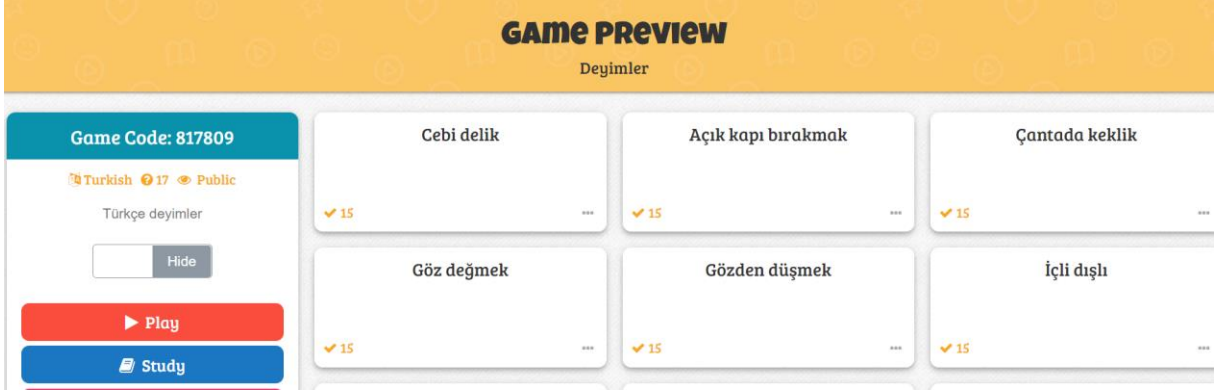 GAME PREVIEW
Deyimler
Game Code: 817809
Turkish 17 Public
Türkçe deyimler
Hide
Play
Study
Cebi delik
15
Açık kapı bırakmak
15
Çantada keklik
15
Göz değmek
15
Gözden düşmek
15
İçli dışlı
15